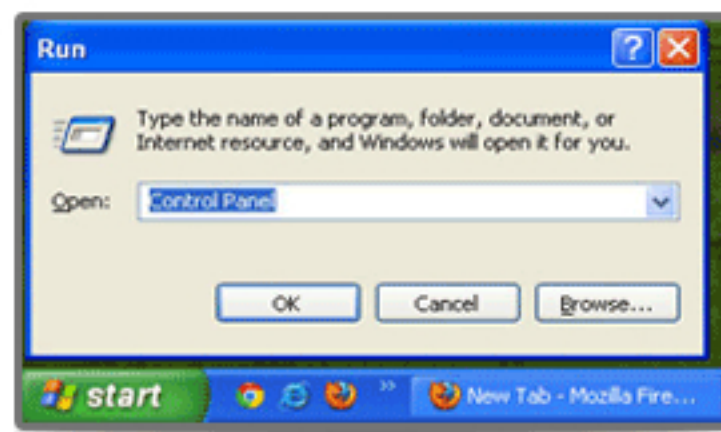 Run
Type the name of a program, folder, document, or
Internet resource, and Windows will open it for you.
Open: Control Panel
OK Cancel Browse...
start » New Tab - Mozilla Fire...